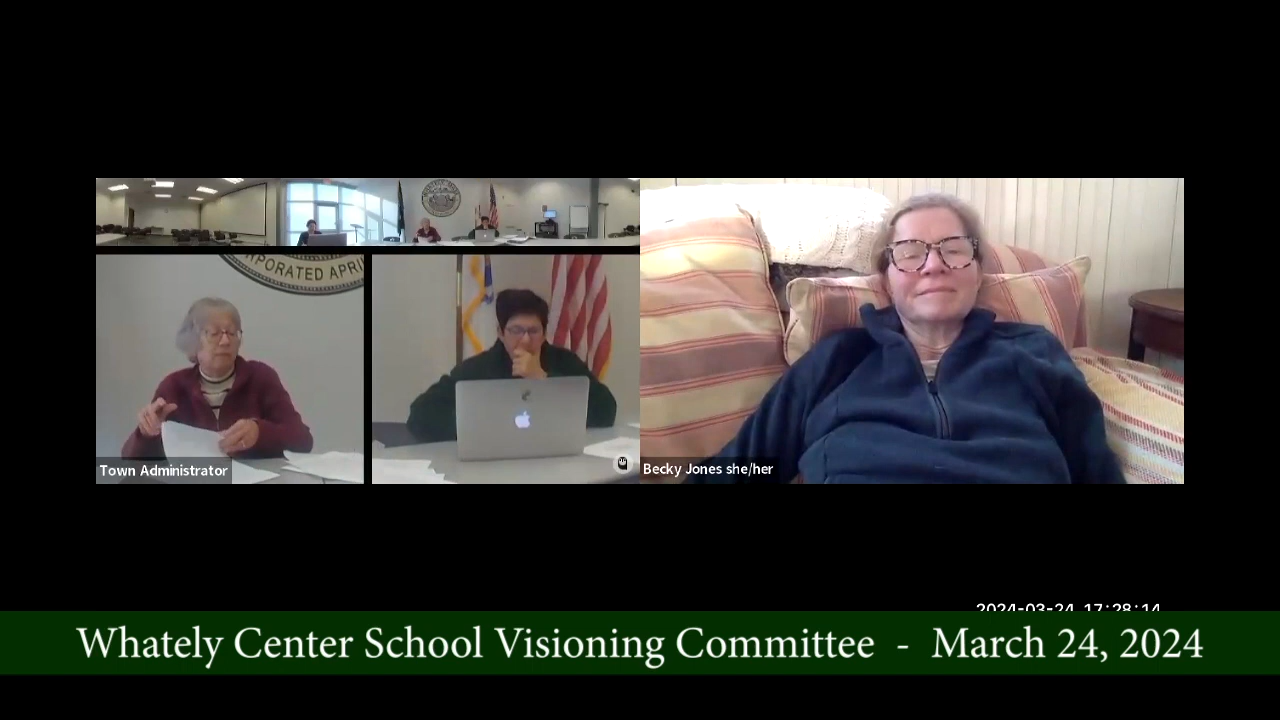 ORPORATED APRI
Town Administrator
Becky Jones she/her
2024-03-24 17:28:14
Whately Center School Visioning Committee - March 24, 2024